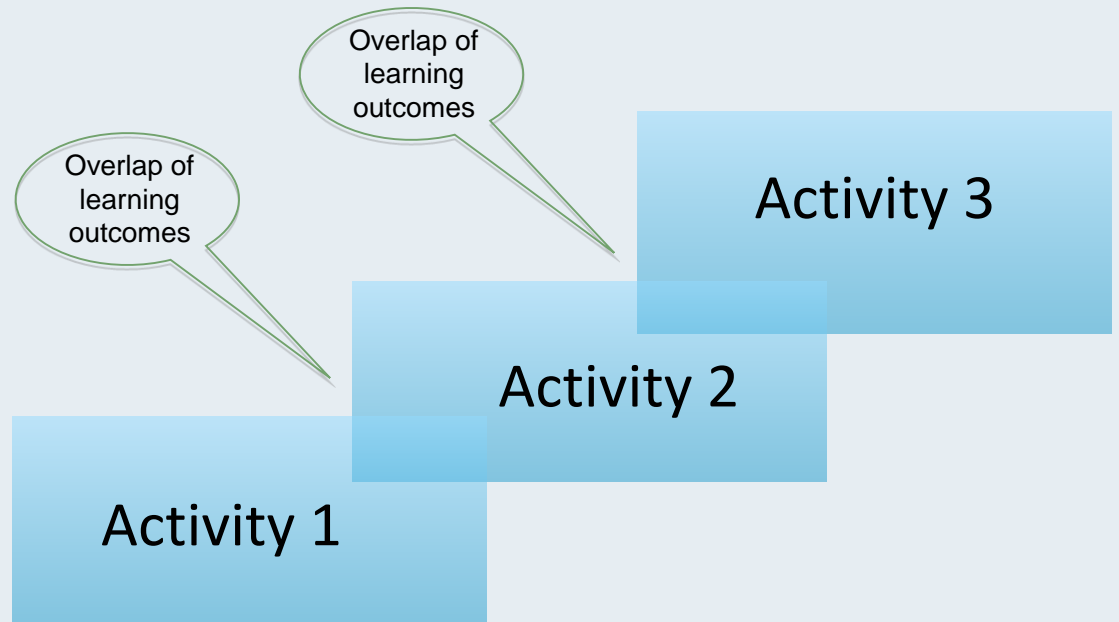 Overlap of
learning
outcomes
Overlap of
learning
outcomes
Activity 3
Activity 2
Activity 1